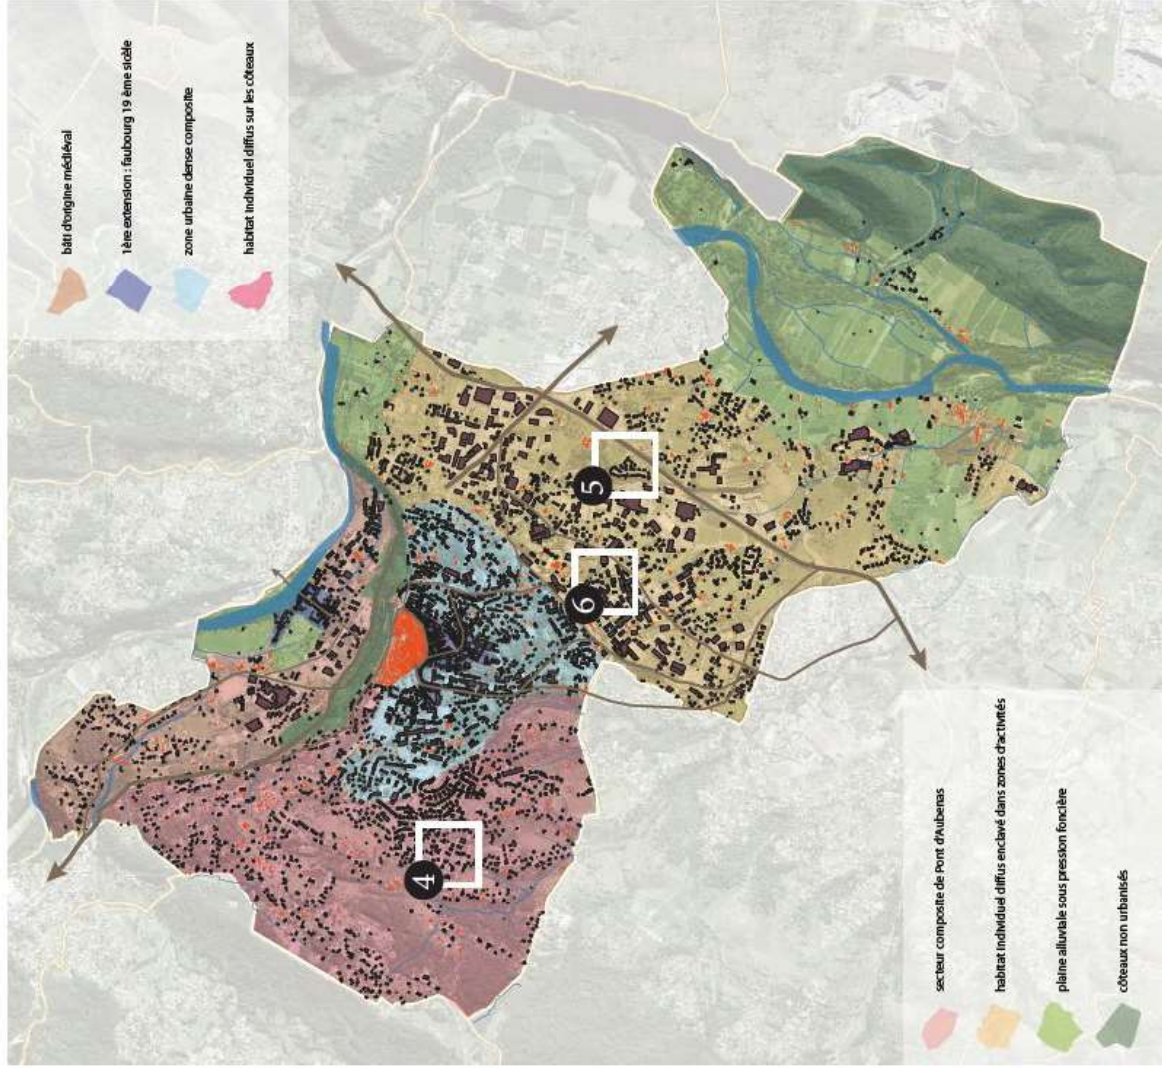 bâti d'origine médiéval
1ère extension : faubourg 19 ème sicèle
zone urbaine dense composite
habitat individuel diffus sur les côteaux
4
6
5
secteur composite de Pont d'Aubenas
habitat individuel diffus enclavé dans zones d'activités
plaine alluviale sous pression foncière
côteaux non urbanisés